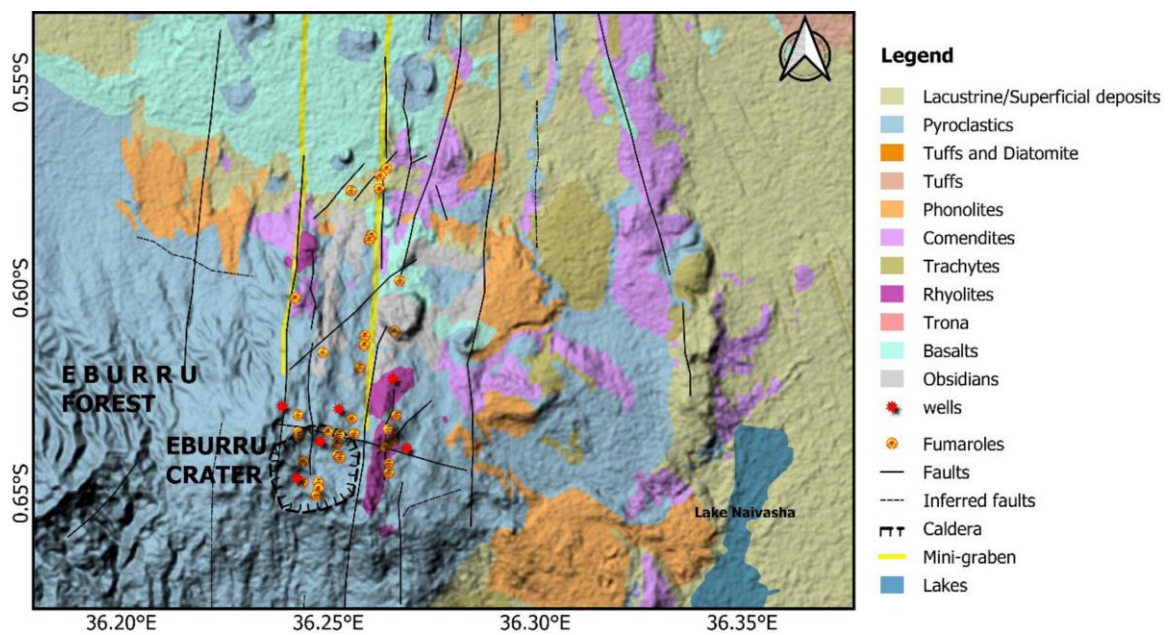 0.55°S
0.60°S
0.65°S
E B U R R U
FOREST
EBURRU
CRATER
Lake Naivasha
36.20°E
36.25°E
36.30°E
36.35°E
Legend
Lacustrine/Superficial deposits
Pyroclastics
Tuffs and Diatomite
Tuffs
Phonolites
Comendites
Trachytes
Rhyolites
Trona
Basalts
Obsidians
wells
Fumaroles
Faults
Inferred faults
Caldera
Mini-graben
Lakes